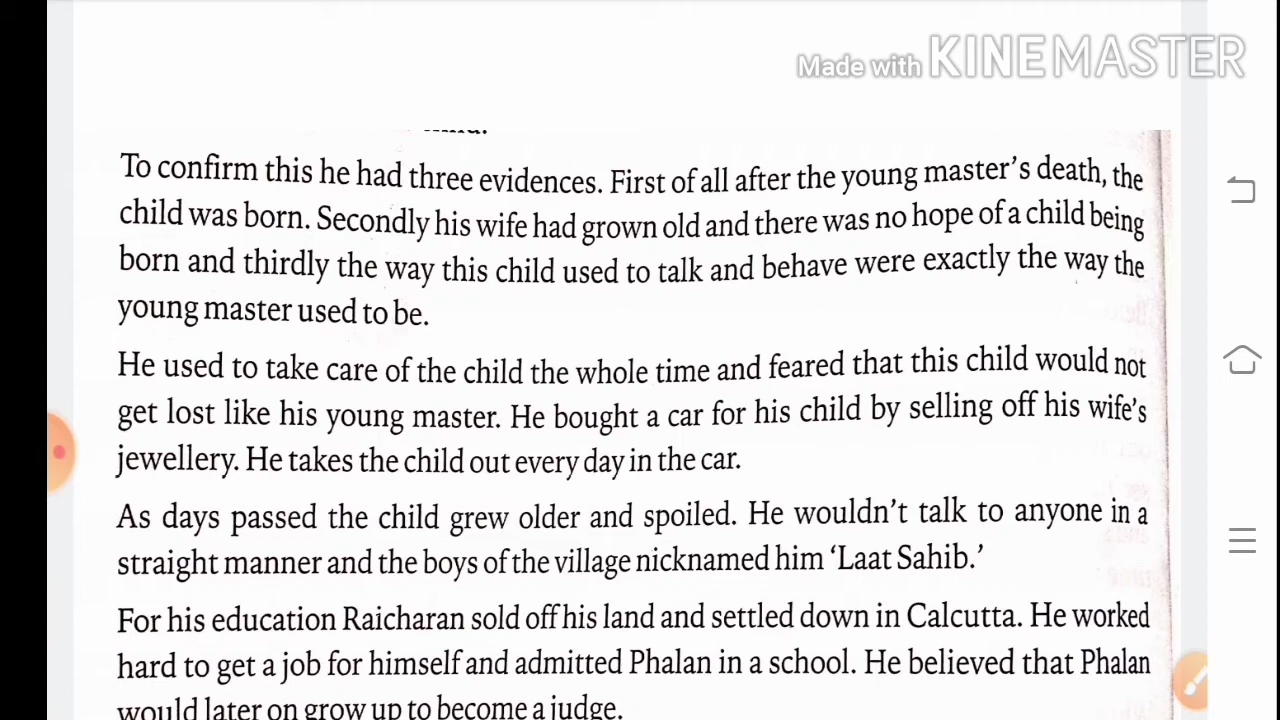 Made with KINEMASTER
To confirm this he had three evidences. First of all after the young master's death, the
child was born. Secondly his wife had grown old and there was no hope of a child being
born and thirdly the way this child used to talk and behave were exactly the way the
young master used to be.
He used to take care of the child the whole time and feared that this child would not
get lost like his young master. He bought a car for his child by selling off his wife's
jewellery. He takes the child out every day in the car.
As days passed the child grew older and spoiled. He wouldn't talk to anyone in a
straight manner and the boys of the village nicknamed him 'Laat Sahib.'
For his education Raicharan sold off his land and settled down in Calcutta. He worked
hard to get a job for himself and admitted Phalan in a school. He believed that Phalan
would later on grow up to become a judge.